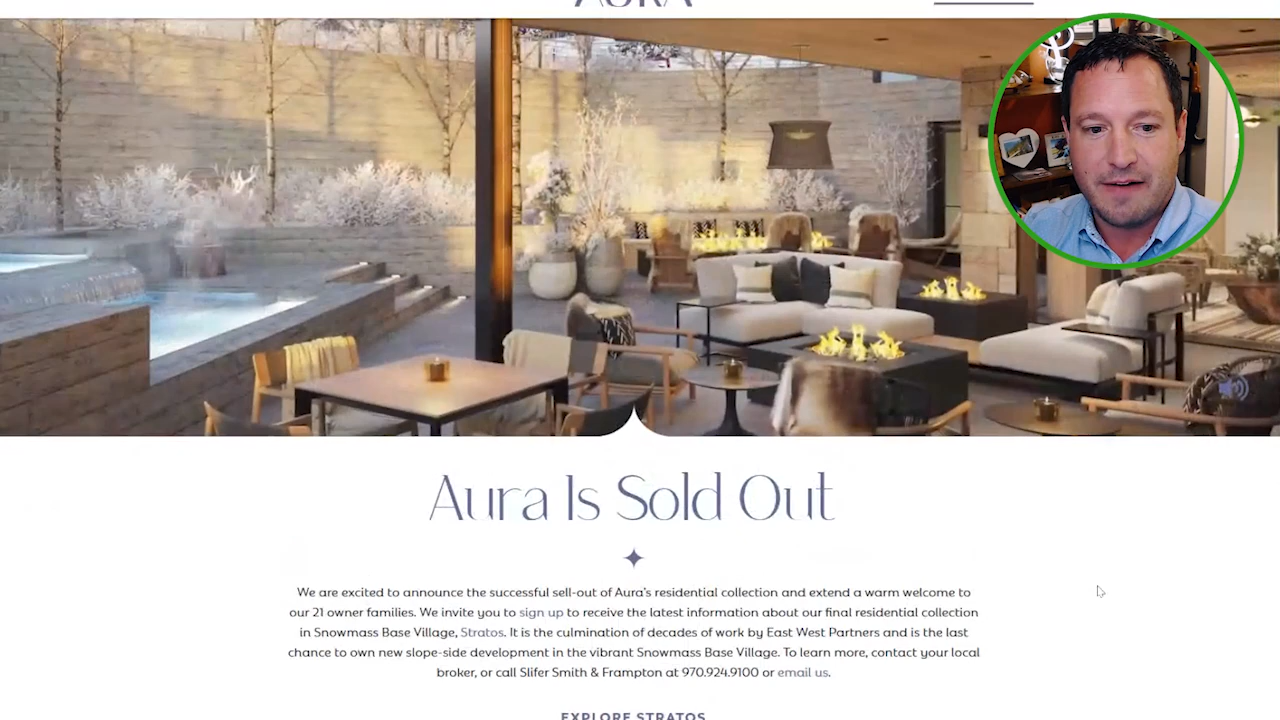 AURA
Aura Is Sold Out
We are excited to announce the successful sell-out of Aura's residential collection and extend a warm welcome to
our 21 owner families. We invite you to sign up to receive the latest information about our final residential collection
in Snowmass Base Village, Stratos. It is the culmination of decades of work by East West Partners and is the last
chance to own new slope-side development in the vibrant Snowmass Base Village. To learn more, contact your local
broker, or call Slifer Smith & Frampton at 970.924.9100 or email us.
EXPLORE STRATOS